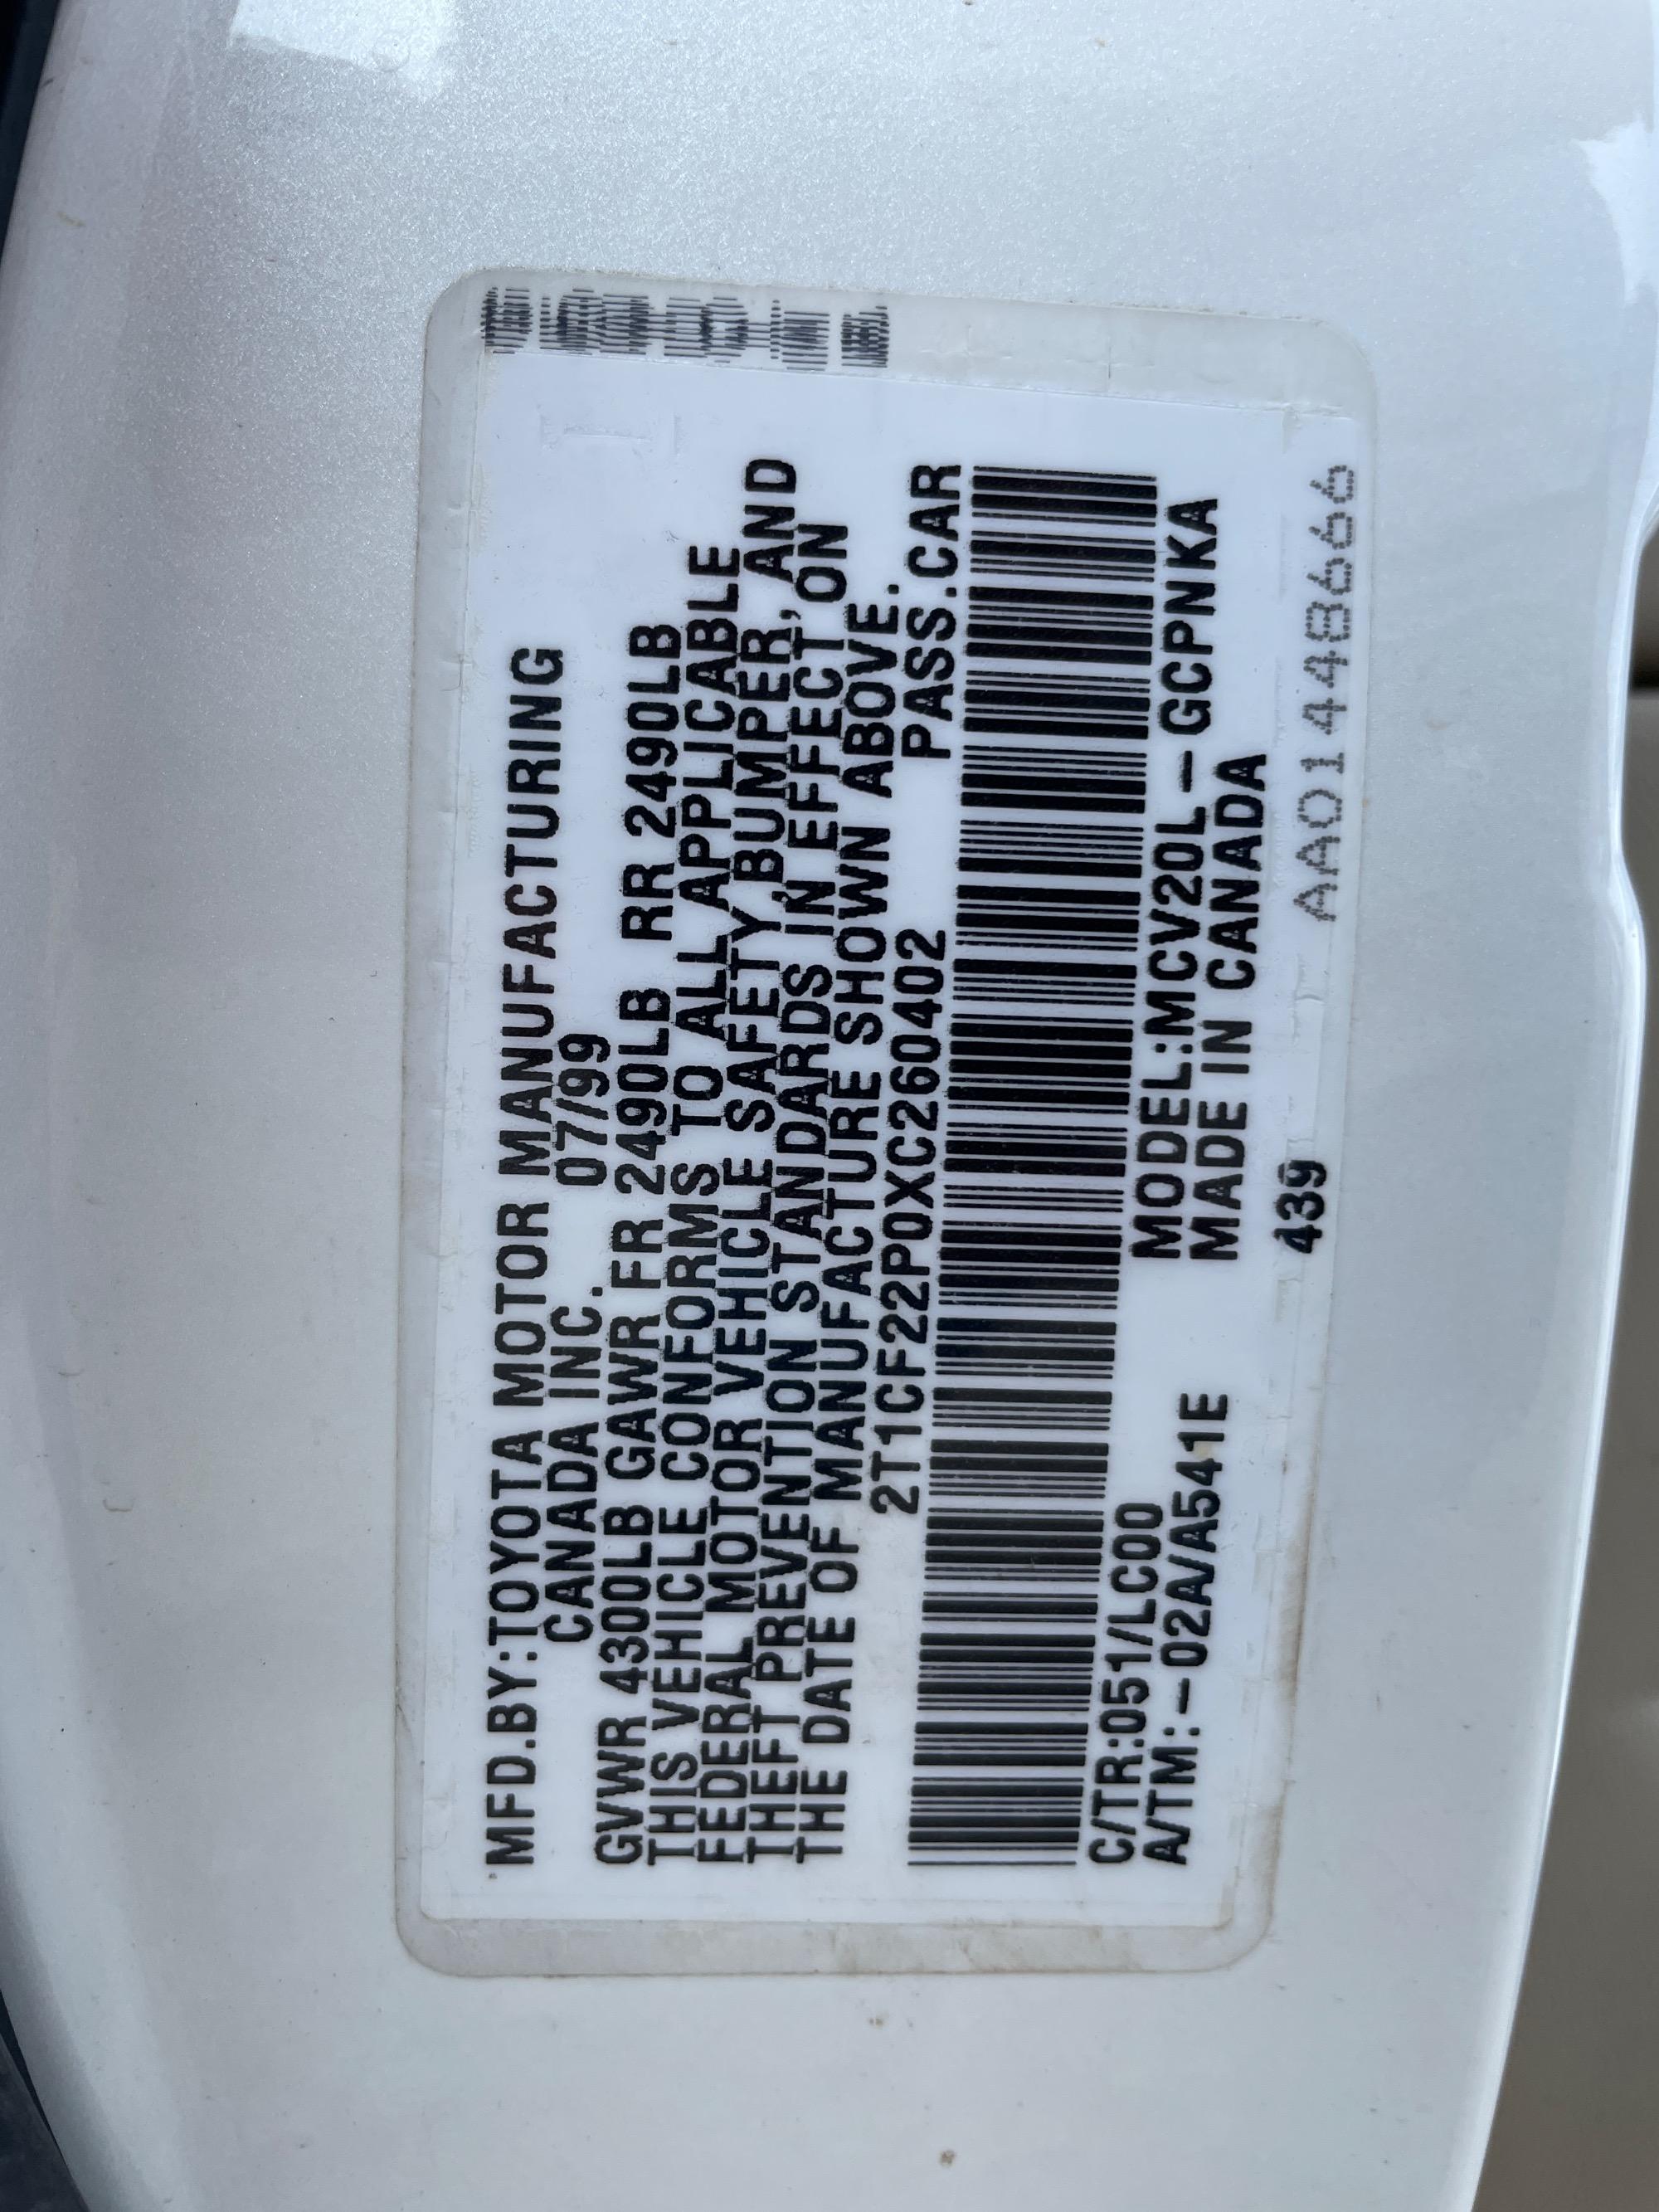 MFD.BY:TOYOTA MOTOR MANUFACTURING
CANADA INC. 07/99
GVWR 4300LB GAWR FR 2490LB RR 2490LB
THIS VEHICLE CONFORMS TO ALL APPLICABLE
FEDERAL MOTOR VEHICLE SAFETY,BUMPER,AND
THEFT PREVENTION STANDARDS IN EFFECT ON
THE DATE OF MANUFACTURE SHOWN ABOVE.
2T1CF22P0XC260402 PASS.CAR
C/TR:051/LC00 MODEL:MCV20L-GCPNKA
A/TM:-02A/A541E MADE IN CANADA
439
AA01448666